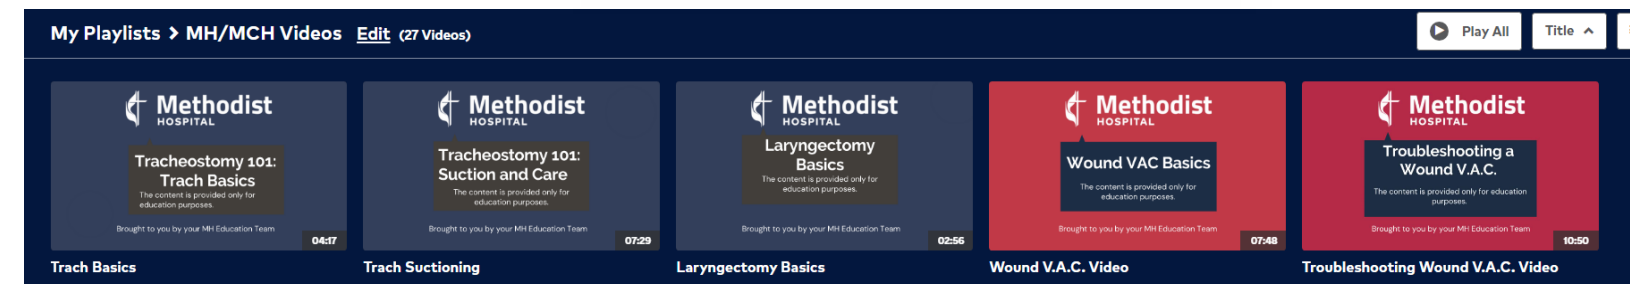 My Playlists > MH/MCH Videos Edit (27 Videos)
Play All
Title
Methodist
HOSPITAL
Tracheostomy 101:
Trach Basics
The content is provided only for
education purposes.
Brought to you by your MH Education Team
04:17
Trach Basics
Methodist
HOSPITAL
Tracheostomy 101:
Suction and Care
The content is provided only for
education purposes.
Brought to you by your MH Education Team
07:29
Trach Suctioning
Methodist
HOSPITAL
Laryngectomy
Basics
The content is provided only for
education purposes.
Brought to you by your MH Education Team
02:56
Laryngectomy Basics
Methodist
HOSPITAL
Wound VAC Basics
The content is provided only for
education purposes.
Brought to you by your MH Education Team
07:48
Wound V.A.C. Video
Methodist
HOSPITAL
Troubleshooting a
Wound V.A.C.
The content is provided only for education
purposes.
Brought to you by your MH Education Team
10:50
Troubleshooting Wound V.A.C. Video